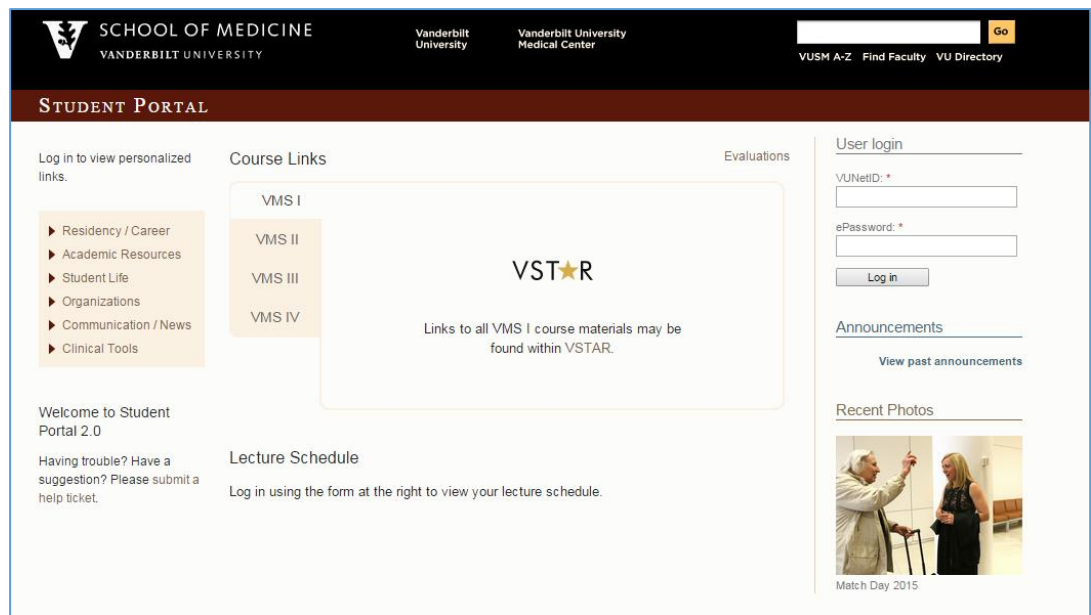 SCHOOL OF MEDICINE
VANDERBILT UNIVERSITY
Vanderbilt
University
Vanderbilt University
Medical Center
Go
VUSM A-Z Find Faculty VU Directory
STUDENT PORTAL
Log in to view personalized
links.
Residency / Career
Academic Resources
Student Life
Organizations
Communication / News
Clinical Tools
Welcome to Student
Portal 2.0
Having trouble? Have a
suggestion? Please submit a
help ticket.
Course Links
Evaluations
VMS I
VMS II
VMS III
VMS IV
VST★R
Links to all VMS I course materials may be
found within VSTAR.
Lecture Schedule
Log in using the form at the right to view your lecture schedule.
User login
VUNetID: *
ePassword: *
Log in
Announcements
View past announcements
Recent Photos
Match Day 2015